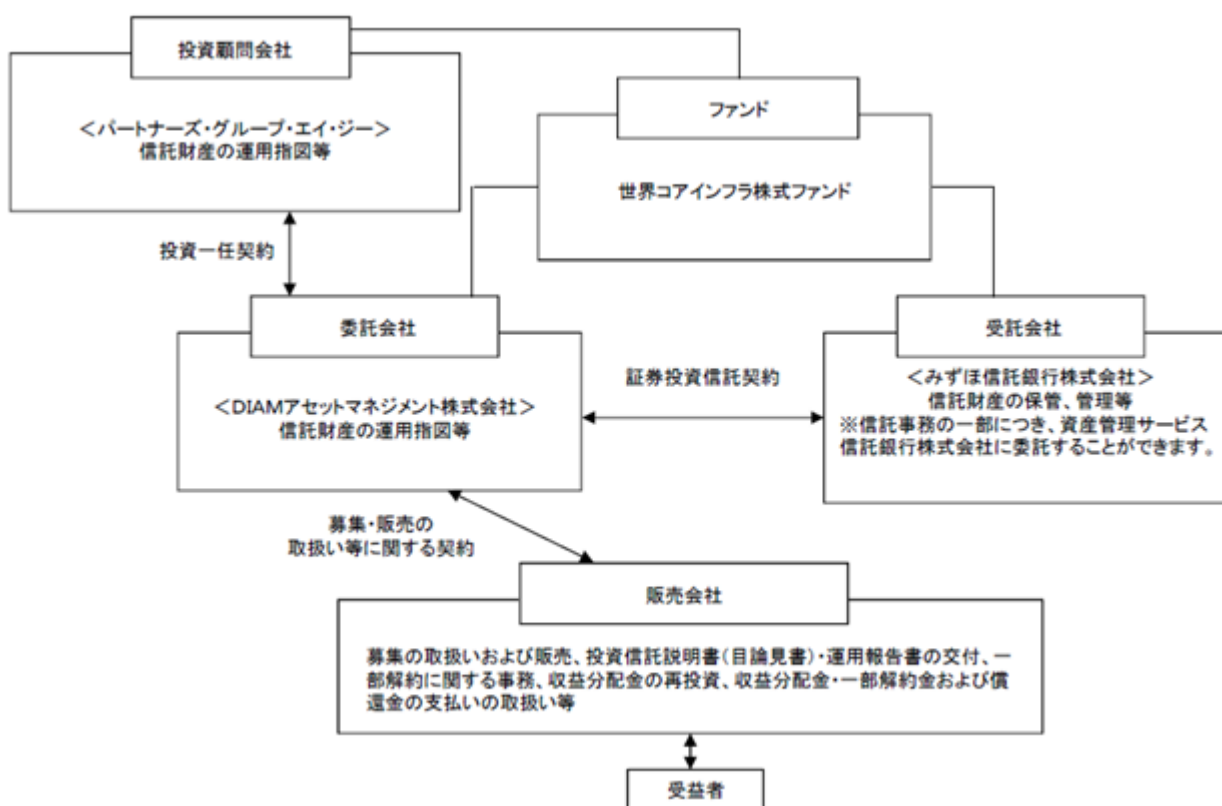 投資顧問会社
<パートナーズ・グループ・エイ・ジー>
信託財産の運用指図等
ファンド
世界コアインフラ株式ファンド
投資一任契約
委託会社
<DIAMアセットマネジメント株式会社>
信託財産の運用指図等
証券投資信託契約
受託会社
<みずほ信託銀行株式会社>
信託財産の保管、管理等
※信託事務の一部につき、資産管理サービス
信託銀行株式会社に委託することができます。
募集・販売の
取扱い等に関する契約
販売会社
募集の取扱いおよび販売、投資信託説明書(目論見書)・運用報告書の交付、一
部解約に関する事務、収益分配金の再投資、収益分配金・一部解約金および償
還金の支払いの取扱い等
受益者